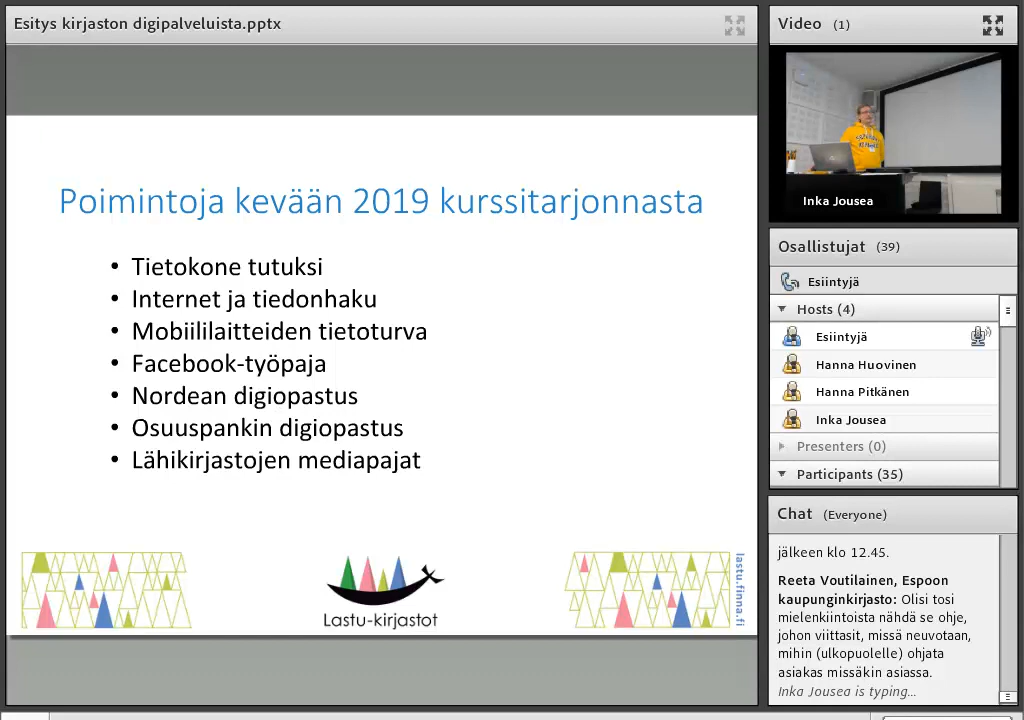 Esitys kirjaston digipalveluista.pptx
Poimintoja kevään 2019 kurssitarjonnasta
• Tietokone tutuksi
• Internet ja tiedonhaku
• Mobiililaitteiden tietoturva
• Facebook-työpaja
• Nordean digiopastus
• Osuuspankin digiopastus
• Lähikirjastojen mediapajat
Lastu-kirjastot
lastu.finna.fi
Video (1)
Inka Jousea
Osallistujat (39)
Esiintyjä
Hosts (4)
Esiintyjä
Hanna Huovinen
Hanna Pitkänen
Inka Jousea
Presenters (0)
Participants (35)
Chat (Everyone)
jälkeen klo 12.45.
Reeta Voutilainen, Espoon
kaupunginkirjasto: Olisi tosi
mielenkiintoista nähdä se ohje,
johon viittasit, missä neuvotaan,
mihin (ulkopuolelle) ohjata
asiakas missäkin asiassa.
Inka Jousea is typing...